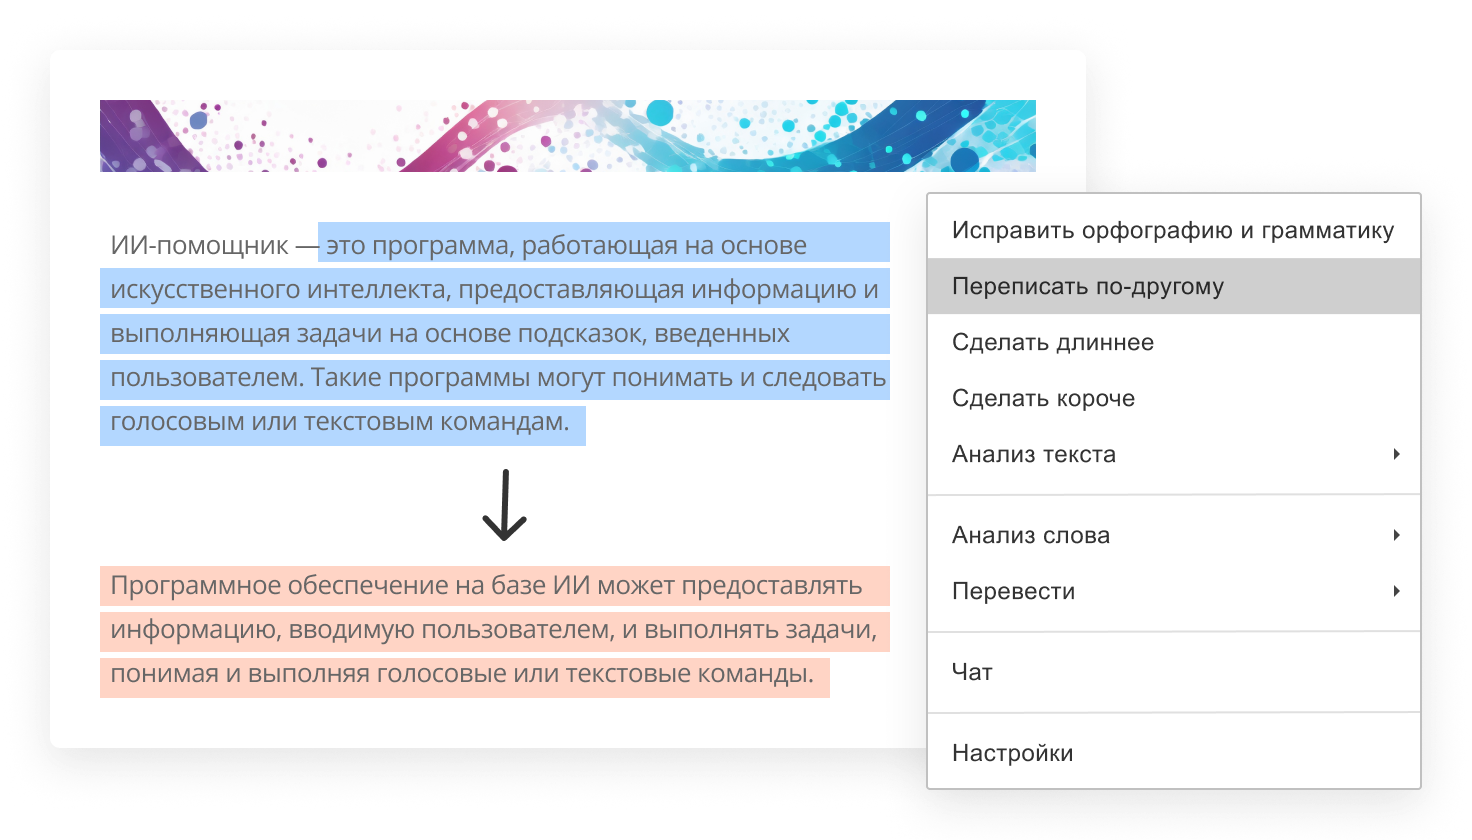 ИИ-помощник — это программа, работающая на основе
искусственного интеллекта, предоставляющая информацию и
выполняющая задачи на основе подсказок, введенных
пользователем. Такие программы могут понимать и следовать
голосовым или текстовым командам.
Программное обеспечение на базе ИИ может предоставлять
информацию, вводимую пользователем, и выполнять задачи,
понимая и выполняя голосовые или текстовые команды.
Исправить орфографию и грамматику
Переписать по-другому
Сделать длиннее
Сделать короче
Анализ текста
Анализ слова
Перевести
Чат
Настройки